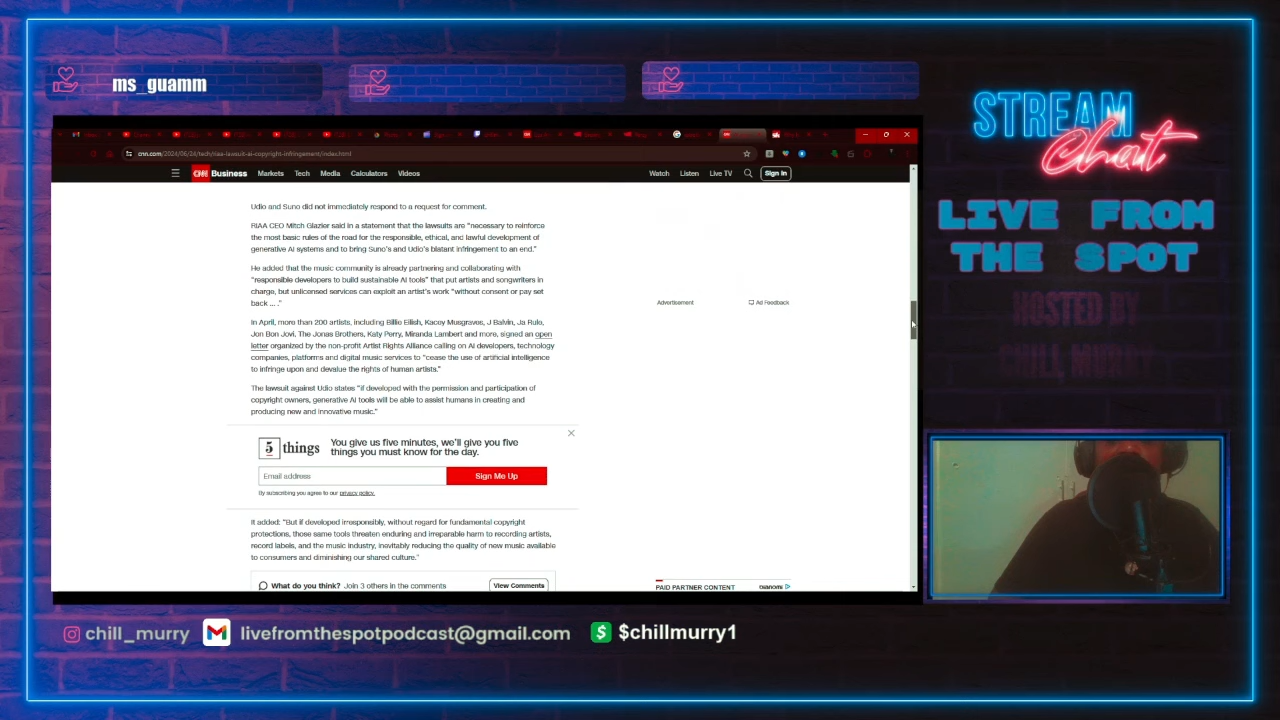 ms_guamm
STREAM
Chat
LIVE FROM
THE SPOT
HOSTED BY
cnn.com/2024/06/24/tech/riaa-lawsuit-ai-copyright-infringement/index.html
CNN Business Markets Tech Media Calculators Videos Watch Listen Live TV Sign in
Udio and Suno did not immediately respond to a request for comment.
RIAA CEO Mitch Glazier said in a statement that the lawsuits are “necessary to reinforce
the most basic rules of the road for the responsible, ethical, and lawful development of
generative AI systems and to bring Suno’s and Udio’s blatant infringement to an end.”
He added that the music community is already partnering and collaborating with
“responsible developers to build sustainable AI tools” that put artists and songwriters in
charge, but unlicensed services can exploit an artist’s work “without consent or pay set
back ... .”
In April, more than 200 artists, including Billie Eilish, Kacey Musgraves, J Balvin, Ja Rule,
Jon Bon Jovi, The Jonas Brothers, Katy Perry, Miranda Lambert and more, signed an open
letter organized by the non-profit Artist Rights Alliance calling on AI developers, technology
companies, platforms and digital music services to “cease the use of artificial intelligence
to infringe upon and devalue the rights of human artists.”
The lawsuit against Udio states “if developed with the permission and participation of
copyright owners, generative AI tools will be able to assist humans in creating and
producing new and innovative music.”
5 things
You give us five minutes, we’ll give you five
things you must know for the day.
Email address
Sign Me Up
By subscribing you agree to our privacy policy.
It added: “But if developed irresponsibly, without regard for fundamental copyright
protections, those same tools threaten enduring and irreparable harm to recording artists,
record labels, and the music industry, inevitably reducing the quality of new music available
to consumers and diminishing our shared culture.”
What do you think? Join 3 others in the comments
View Comments
Advertisement
Ad Feedback
PAID PARTNER CONTENT
DIANOMI
chill_murry
livefromthespotpodcast@gmail.com
$chillmurry1